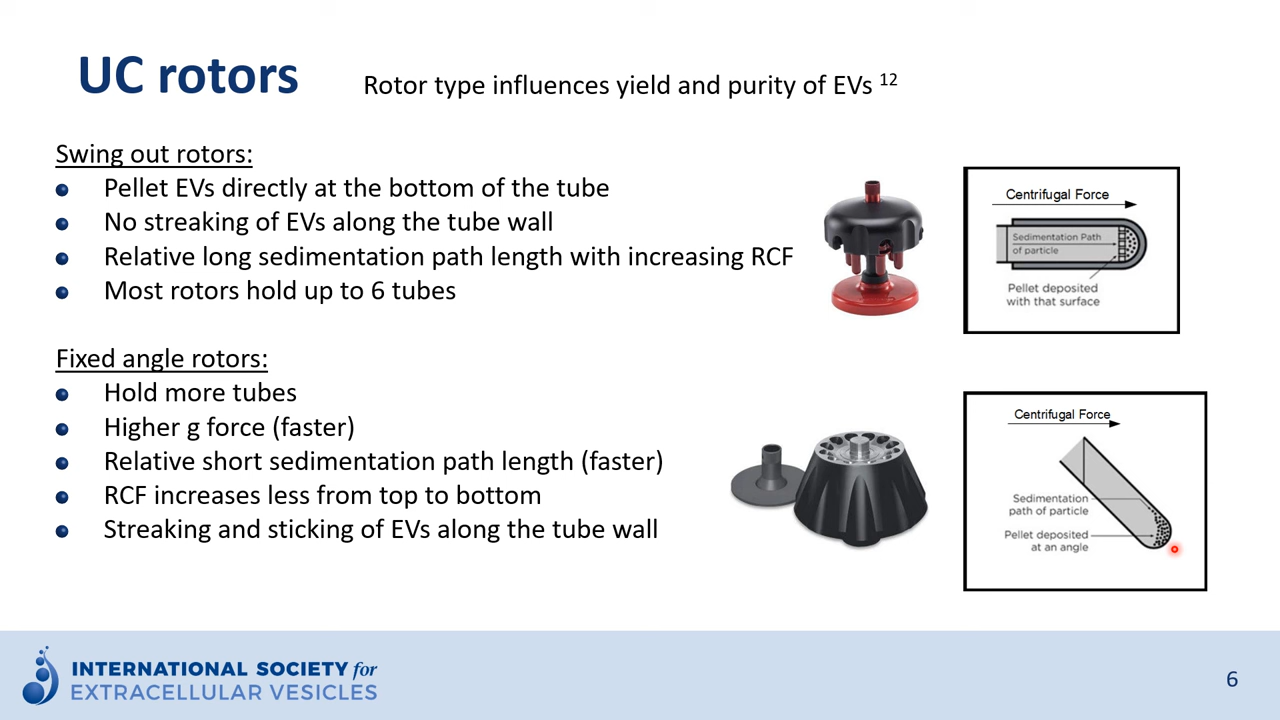 UC rotors
Rotor type influences yield and purity of EVs 12
Swing out rotors:
Pellet EVs directly at the bottom of the tube
No streaking of EVs along the tube wall
Relative long sedimentation path length with increasing RCF
Most rotors hold up to 6 tubes
Centrifugal Force
Sedimentation Path
of particle
Pellet deposited
with that surface
Fixed angle rotors:
Hold more tubes
Higher g force (faster)
Relative short sedimentation path length (faster)
RCF increases less from top to bottom
Streaking and sticking of EVs along the tube wall
Centrifugal Force
Sedimentation
path of particle
Pellet deposited
at an angle
INTERNATIONAL SOCIETY for
EXTRACELLULAR VESICLES
6